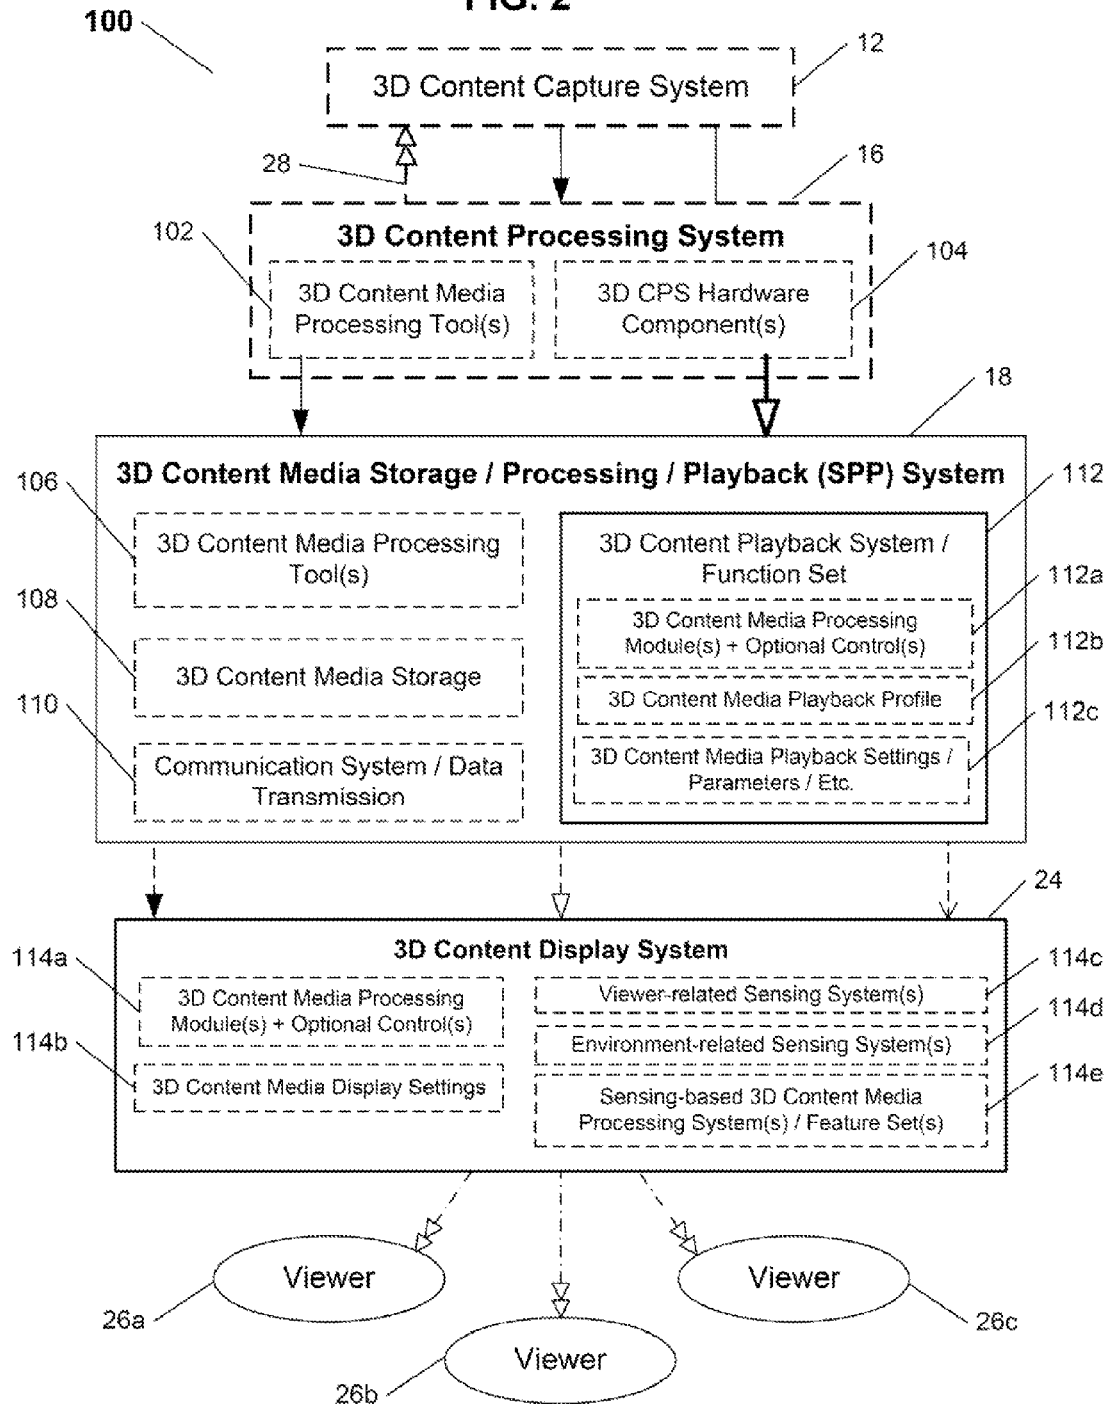 FIG. 2
100
12
3D Content Capture System
28
16
102
3D Content Processing System
104
3D Content Media
Processing Tool(s)
3D CPS Hardware
Component(s)
18
3D Content Media Storage / Processing / Playback (SPP) System
106
112
3D Content Media Processing
Tool(s)
3D Content Playback System /
Function Set
112a
108
3D Content Media Processing
Module(s) + Optional Control(s)
112b
3D Content Media Storage
3D Content Media Playback Profile
110
112c
Communication System / Data
Transmission
3D Content Media Playback Settings /
Parameters / Etc.
24
3D Content Display System
114a
114c
3D Content Media Processing
Module(s) + Optional Control(s)
Viewer-related Sensing System(s)
114d
114b
Environment-related Sensing System(s)
3D Content Media Display Settings
114e
Sensing-based 3D Content Media
Processing System(s) / Feature Set(s)
Viewer
Viewer
26a
26c
Viewer
26b